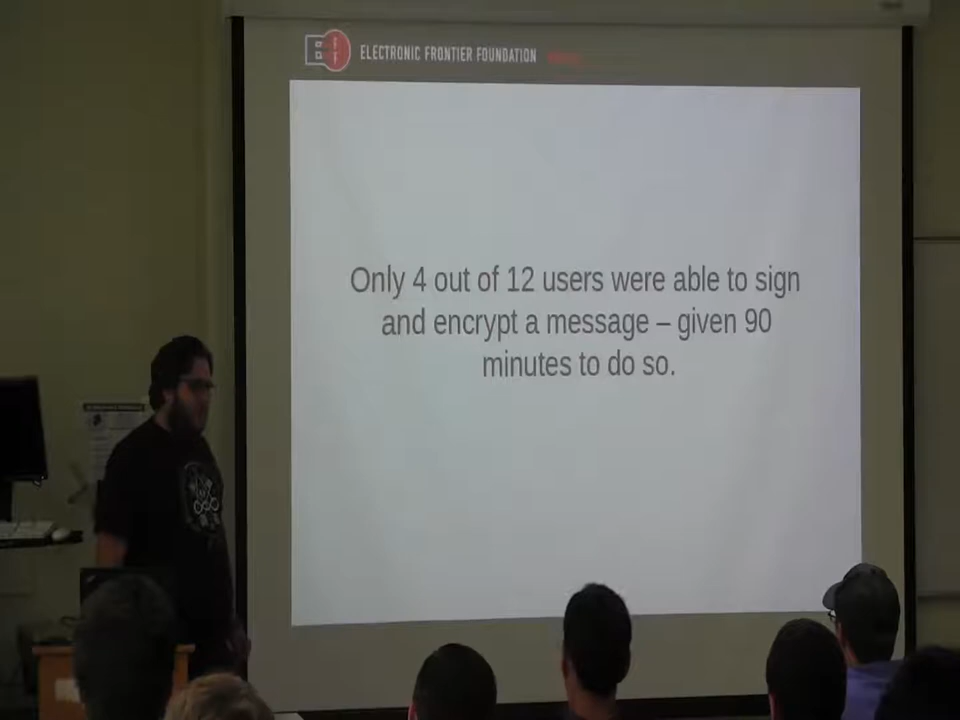 EFF
ELECTRONIC FRONTIER FOUNDATION
Only 4 out of 12 users were able to sign
and encrypt a message – given 90
minutes to do so.